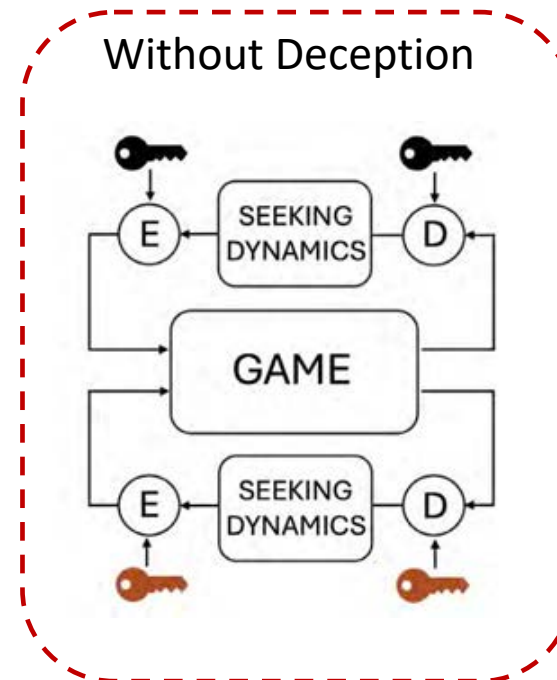 Without Deception
E
SEEKING
DYNAMICS
D
GAME
E
SEEKING
DYNAMICS
D